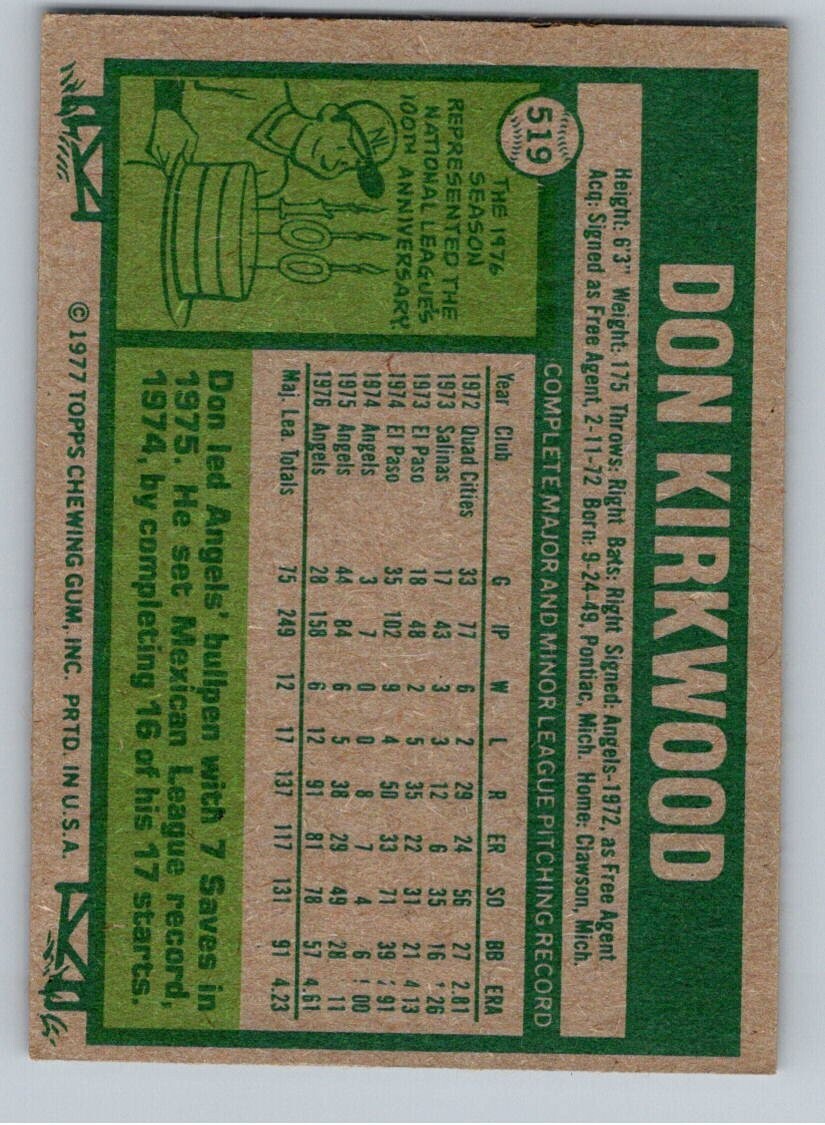 519
DON KIRKWOOD
Height: 6'3" Weight: 175 Throws: Right Bats: Right Signed: Angels-1972, as Free Agent
Acq: Signed as Free Agent, 2-11-72 Born: 9-24-49, Pontiac, Mich. Home: Clawson, Mich.
COMPLETE MAJOR AND MINOR LEAGUE PITCHING RECORD
Year Club G IP W L R ER SO BB ERA
1972 Quad Cities 33 77 6 2 29 24 56 27 2.81
1973 Salinas 17 43 3 3 12 6 35 16 26
1973 El Paso 18 48 2 5 35 22 31 21 4 13
1974 El Paso 35 102 9 4 50 33 71 39 91
1974 Angels 3 7 0 0 8 7 4 6 00
1975 Angels 44 84 6 5 38 29 49 28 11
1976 Angels 28 158 6 12 91 81 78 57 4.61
Maj. Lea. Totals 75 249 12 17 137 117 131 91 4.23
THE 1976
SEASON
REPRESENTED THE
NATIONAL LEAGUE'S
100TH ANNIVERSARY.
NL
100
Don led Angels' bullpen with 7 Saves in
1975. He set Mexican League record,
1974, by completing 16 of his 17 starts.
© 1977 TOPPS CHEWING GUM, INC. PRTD. IN U.S.A.